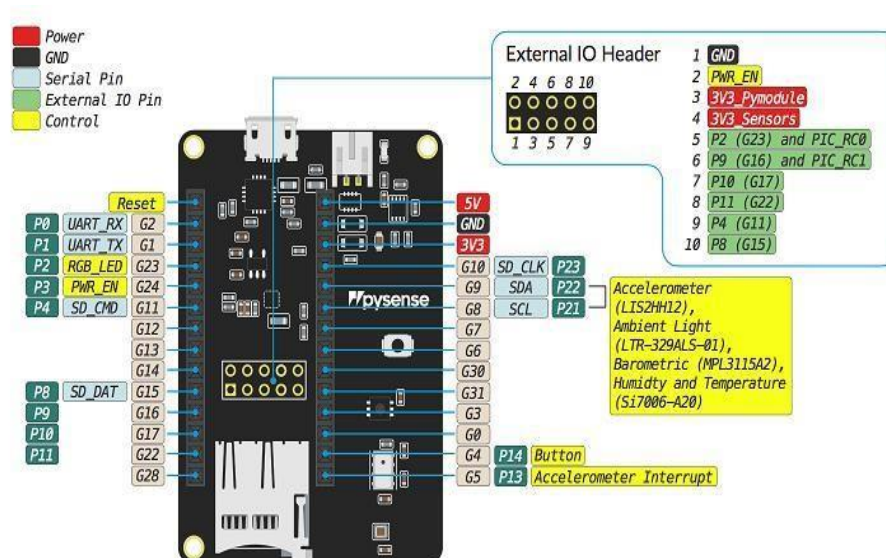 Power
GND
Serial Pin
External IO Pin
Control
External IO Header
2 4 6 8 10
1 3 5 7 9
1 GND
2 PWR_EN
3 3V3_Pymodule
4 3V3_Sensors
5 P2 (G23) and PIC_RC0
6 P9 (G16) and PIC_RC1
7 P10 (G17)
8 P11 (G22)
9 P4 (G11)
10 P8 (G15)
Reset
P0 UART_RX G2
P1 UART_TX G1
P2 RGB_LED G23
P3 PWR_EN G24
P4 SD_CMD G11
G12
G13
G14
P8 SD_DAT G15
P9 G16
P10 G17
P11 G22
G28
pysense
5V
GND
3V3
G10 SD_CLK P23
G9 SDA P22
G8 SCL P21
G7
G6
G30
G31
G3
G0
G4 P14 Button
G5 P13 Accelerometer Interrupt
Accelerometer
(LIS2HH12),
Ambient Light
(LTR-329ALS-01),
Barometric (MPL3115A2),
Humidty and Temperature
(Si7006-A20)